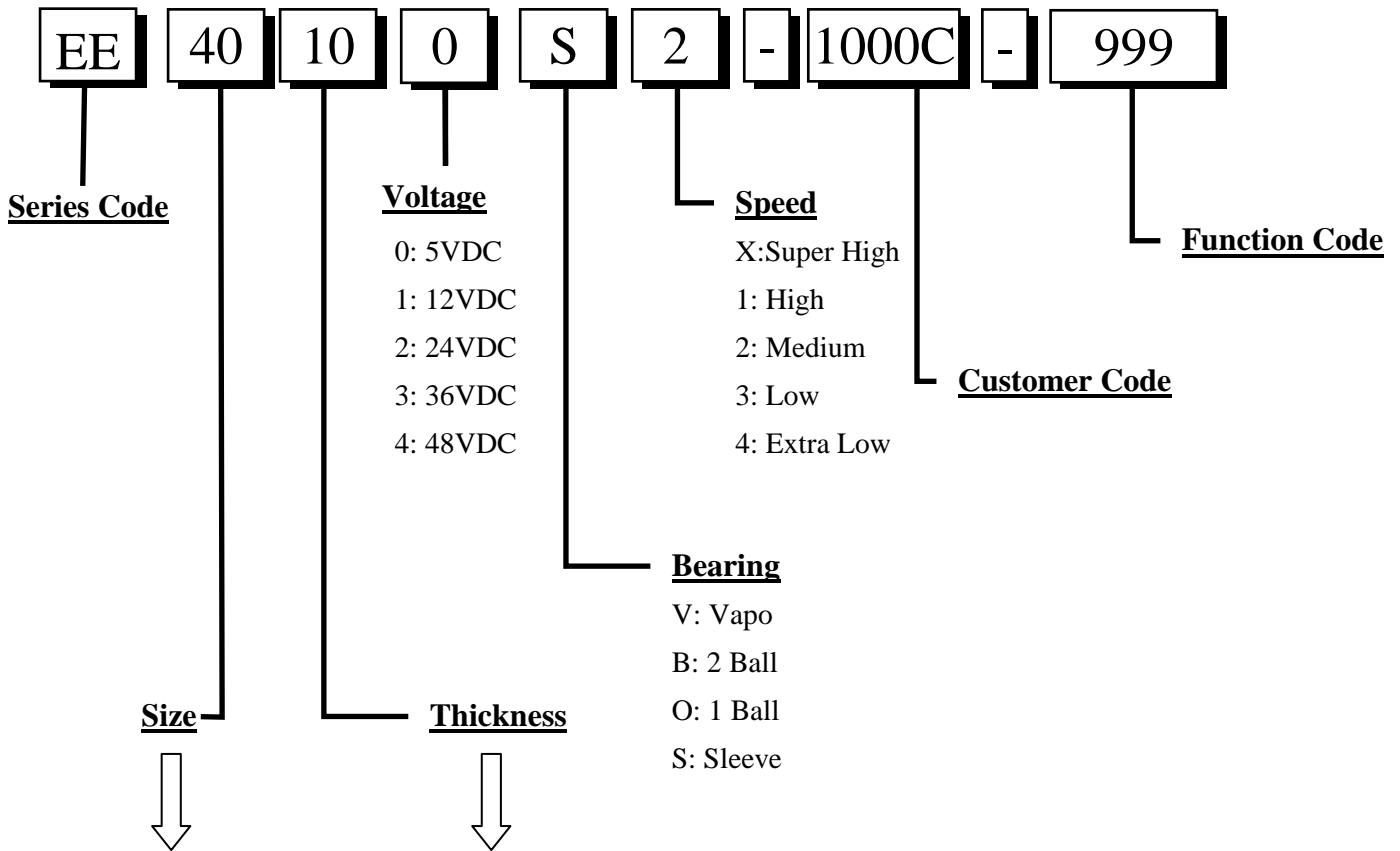 EE 40 10 0 S 2 - 1000C - 999
Series Code
Voltage
0: 5VDC
1: 12VDC
2: 24VDC
3: 36VDC
4: 48VDC
Speed
X:Super High
1: High
2: Medium
3: Low
4: Extra Low
Function Code
Customer Code
Bearing
V: Vapo
B: 2 Ball
O: 1 Ball
S: Sleeve
Size
Thickness